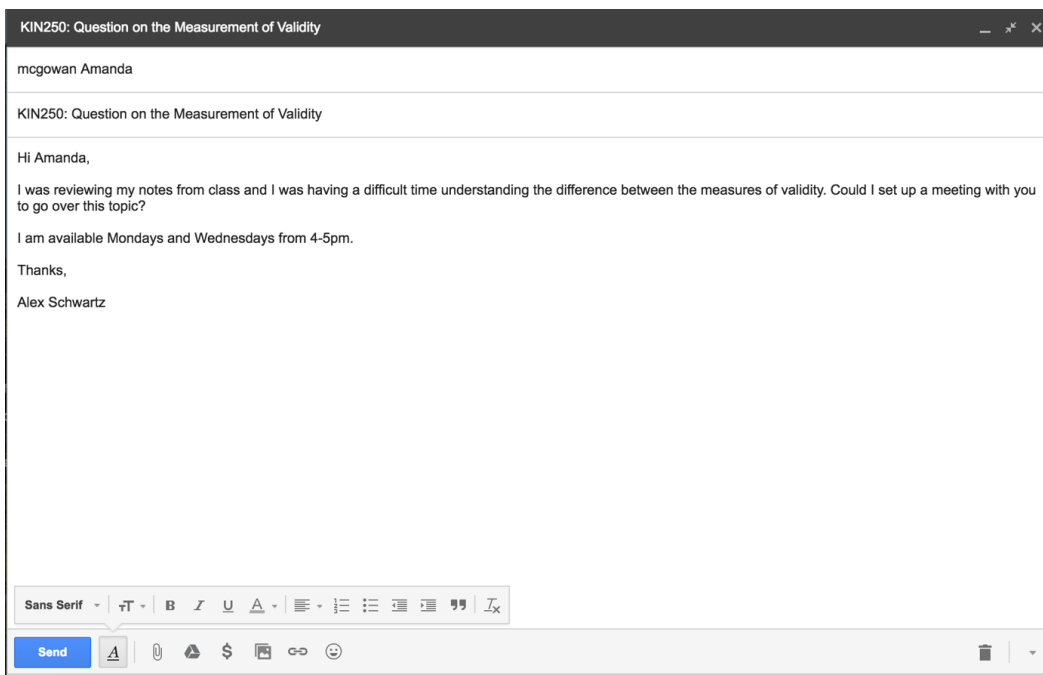 KIN250: Question on the Measurement of Validity
mcgowan Amanda
KIN250: Question on the Measurement of Validity
Hi Amanda,
I was reviewing my notes from class and I was having a difficult time understanding the difference between the measures of validity. Could I set up a meeting with you
to go over this topic?
I am available Mondays and Wednesdays from 4-5pm.
Thanks,
Alex Schwartz
Sans Serif
Send